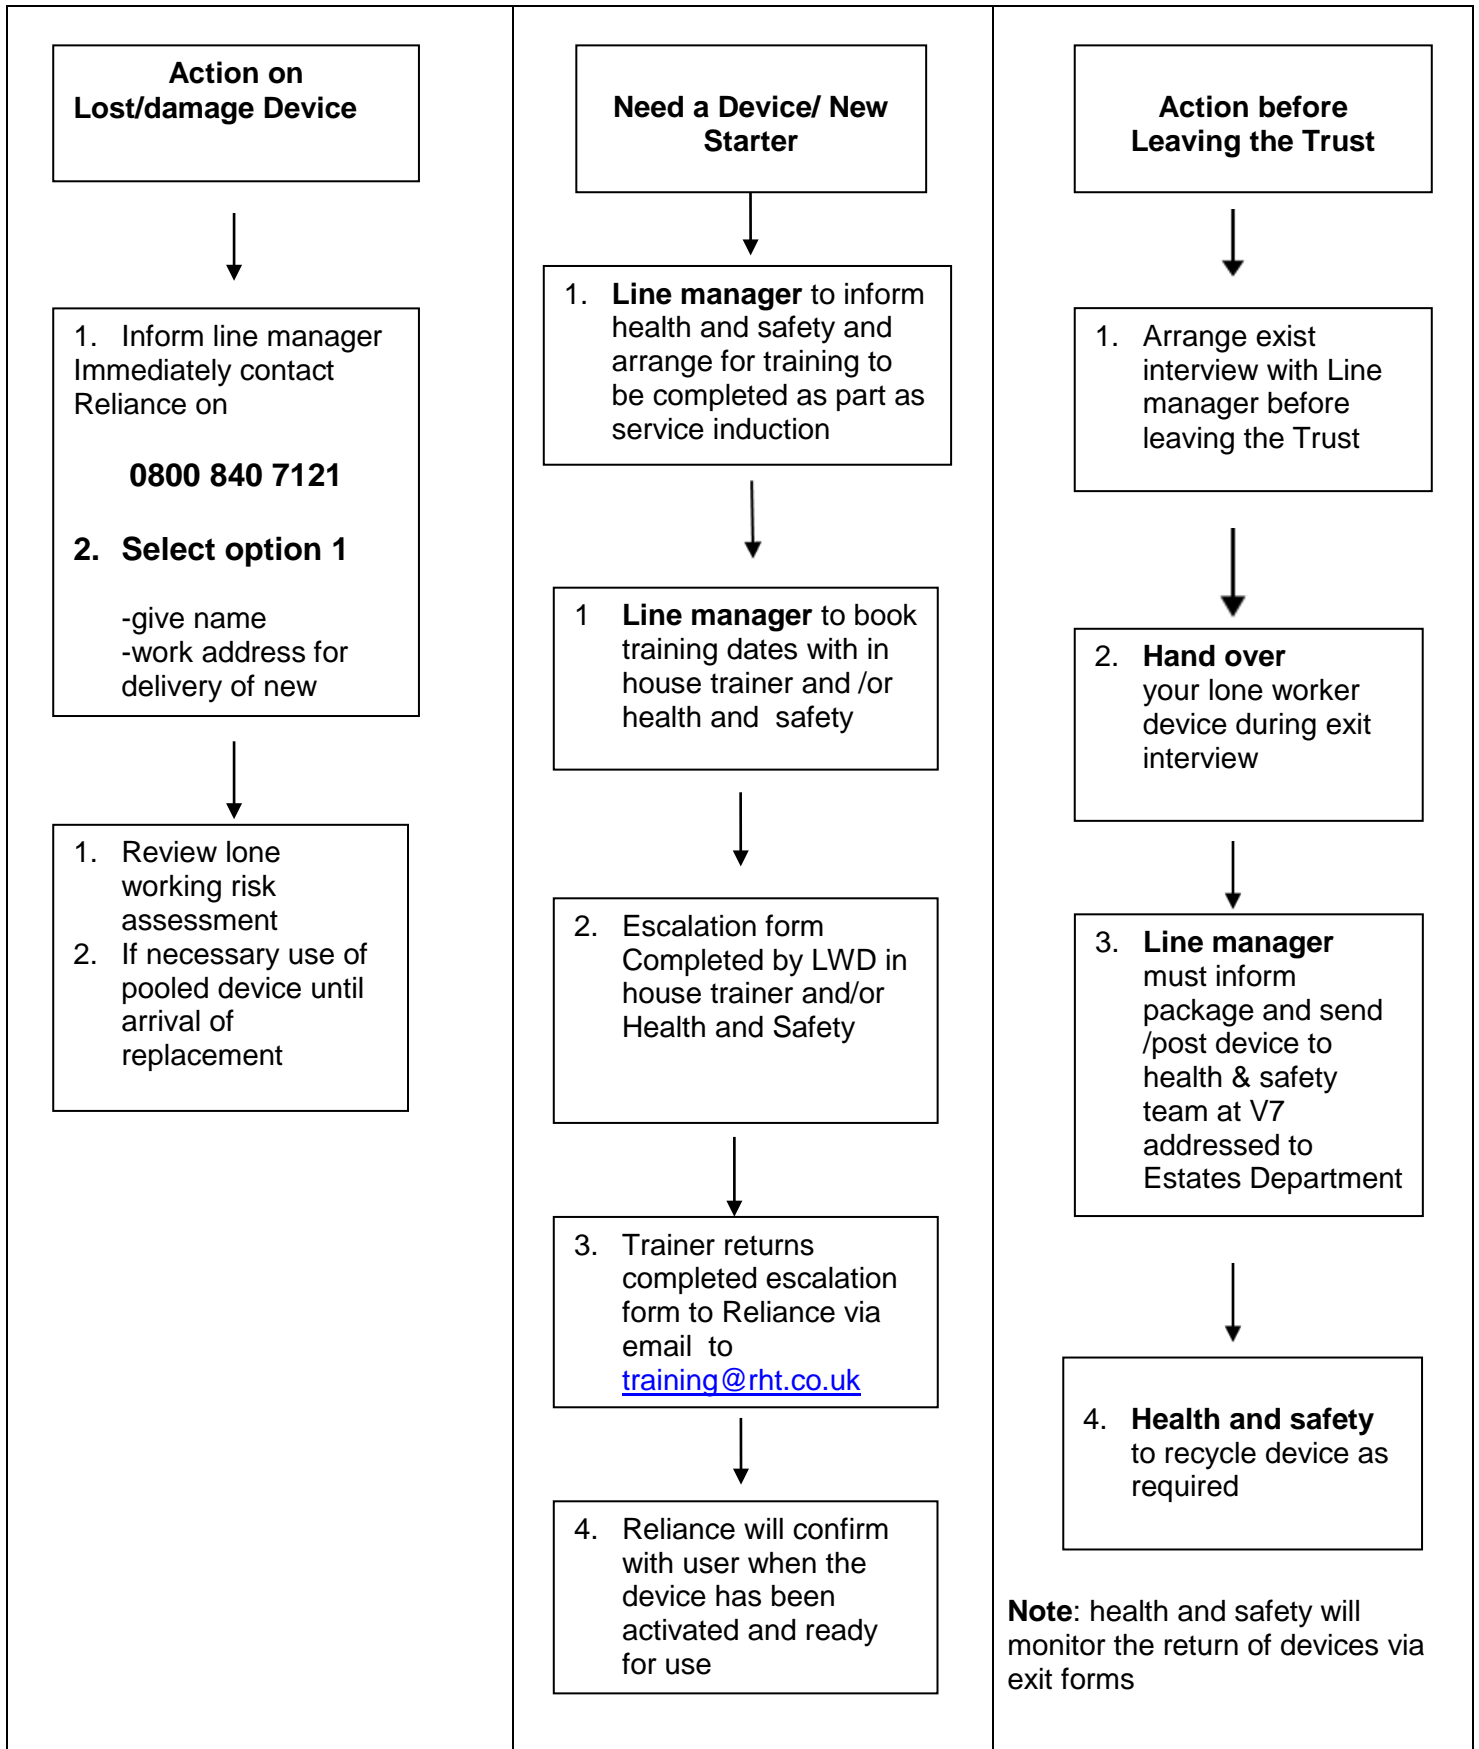 Action on
Lost/damage Device
1. Inform line manager
Immediately contact
Reliance on
0800 840 7121
2. Select option 1
-give name
-work address for
delivery of new
1. Review lone
working risk
assessment
2. If necessary use of
pooled device until
arrival of
replacement
Need a Device/ New
Starter
1. Line manager to inform
health and safety and
arrange for training to
be completed as part as
service induction
1 Line manager to book
training dates with in
house trainer and /or
health and safety
2. Escalation form
Completed by LWD in
house trainer and/or
Health and Safety
3. Trainer returns
completed escalation
form to Reliance via
email to
training@rht.co.uk
4. Reliance will confirm
with user when the
device has been
activated and ready
for use
Action before
Leaving the Trust
1. Arrange exist
interview with Line
manager before
leaving the Trust
2. Hand over
your lone worker
device during exit
interview
3. Line manager
must inform
package and send
/post device to
health & safety
team at V7
addressed to
Estates Department
4. Health and safety
to recycle device as
required
Note: health and safety will
monitor the return of devices via
exit forms